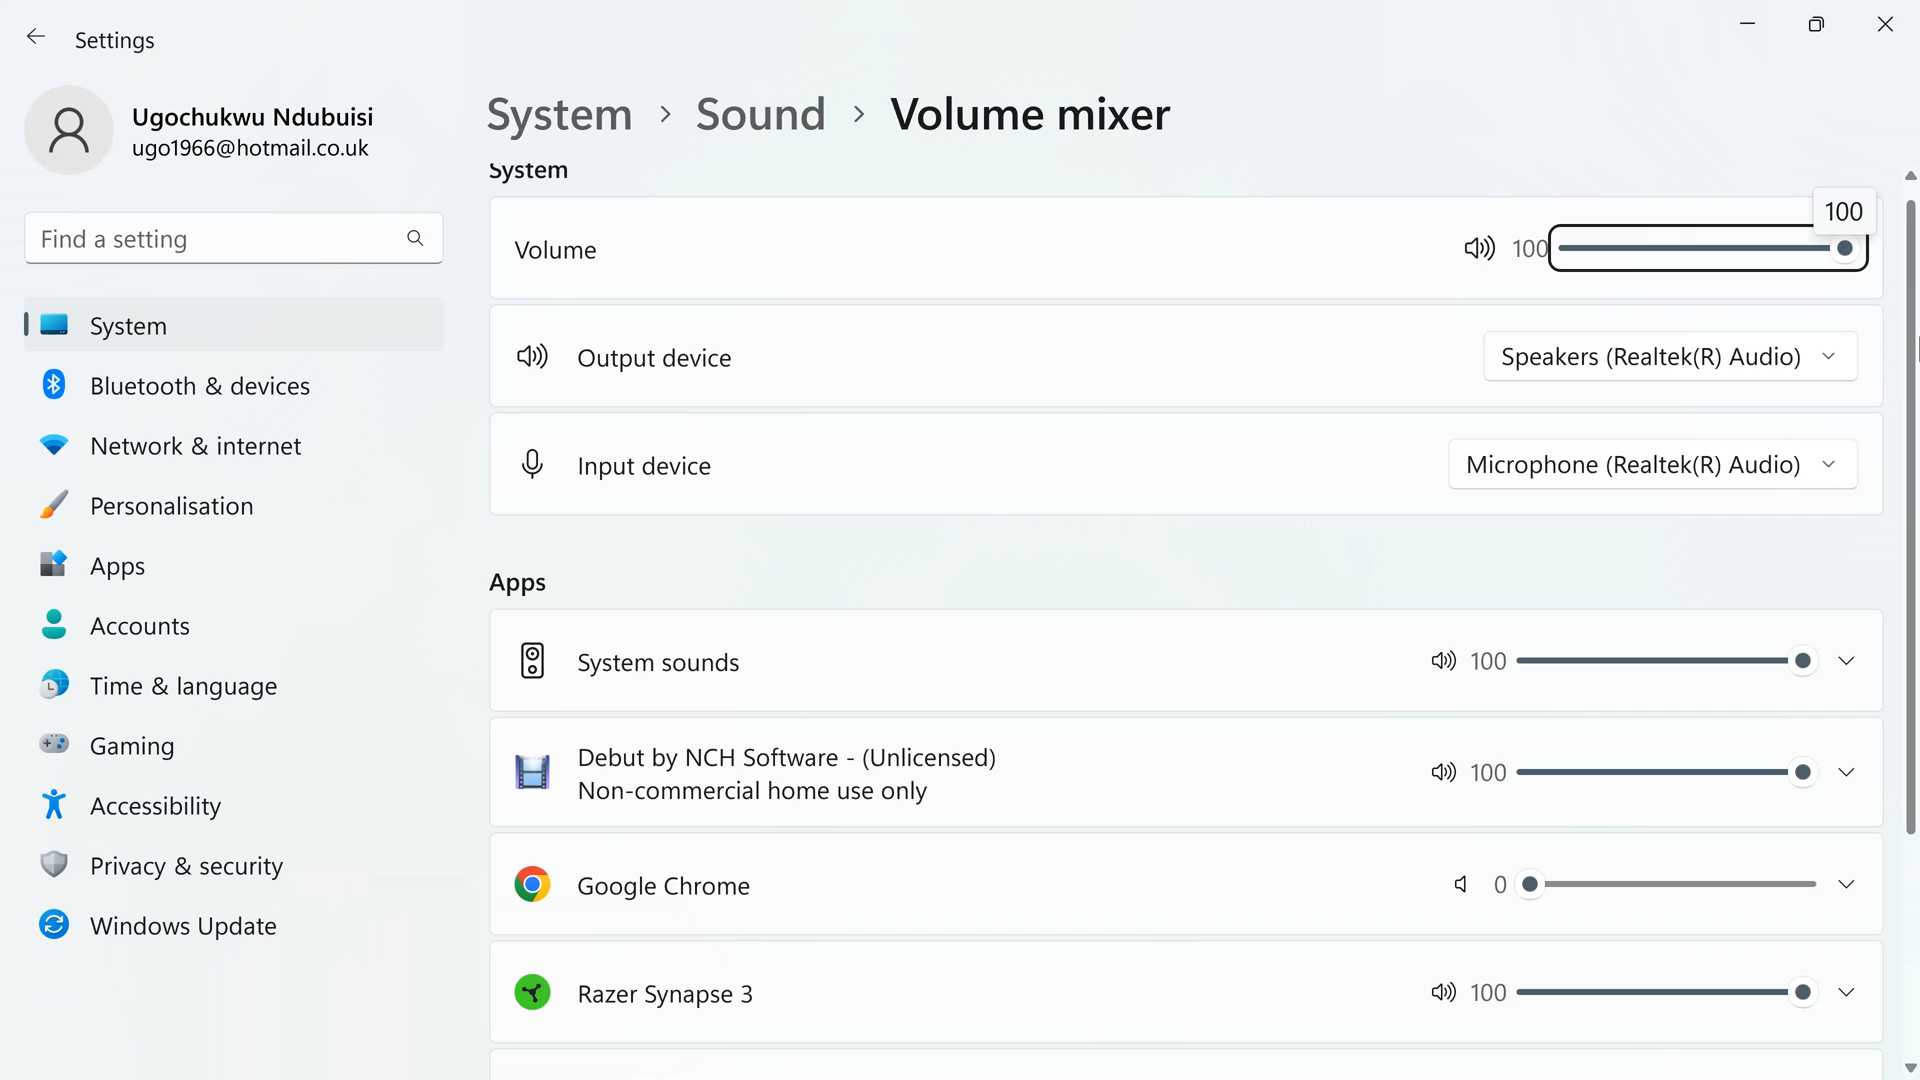 Settings
Ugochukwu Ndubuisi
ugo1966@hotmail.co.uk
Find a setting
System
Bluetooth & devices
Network & internet
Personalisation
Apps
Accounts
Time & language
Gaming
Accessibility
Privacy & security
Windows Update
System > Sound > Volume mixer
System
100
Volume 100
Output device Speakers (Realtek(R) Audio)
Input device Microphone (Realtek(R) Audio)
Apps
System sounds 100
Debut by NCH Software - (Unlicensed)
Non-commercial home use only 100
Google Chrome 0
Razer Synapse 3 100